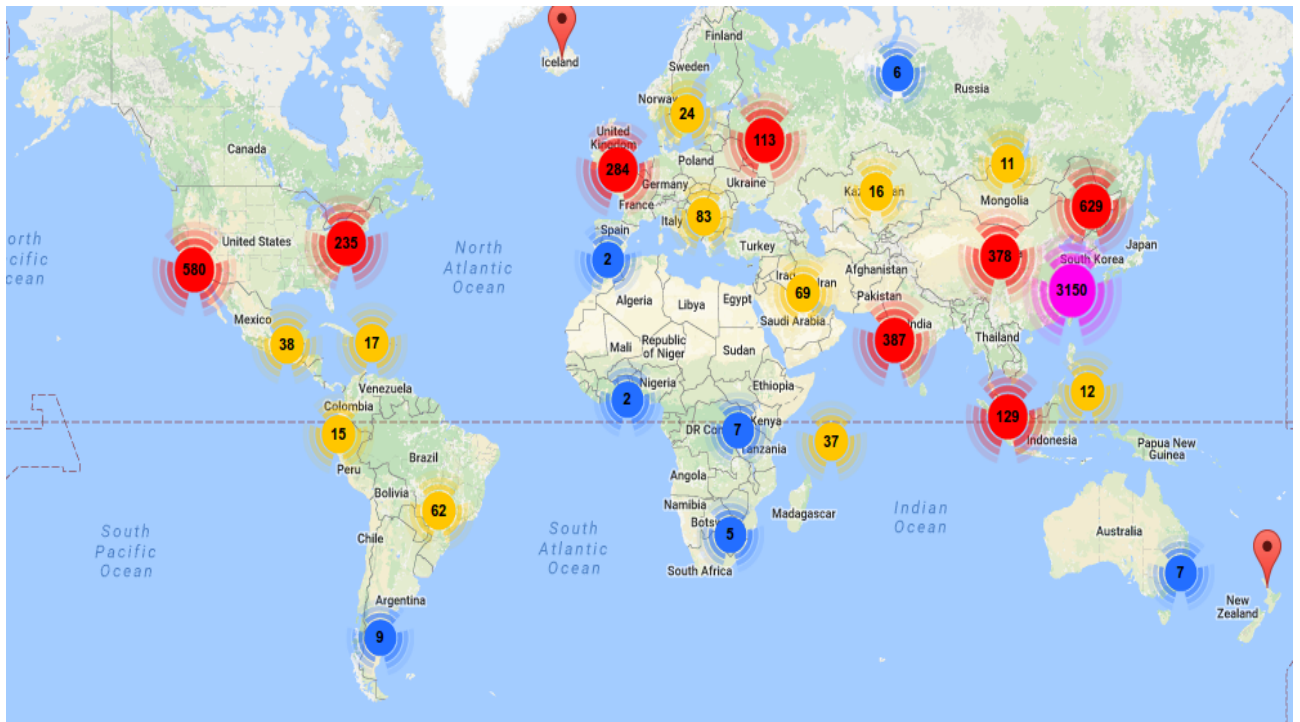 Iceland
Finland
Sweden
6
Russia
Norway
24
United
Kingdom
113
Canada
284
Poland
Germany
Ukraine
16
11
Mongolia
629
France
83
Italy
Spain
235
United States
580
2
Turkey
378
Japan
South Korea
3150
North
Atlantic
Ocean
Afghanistan
Iran
69
Pakistan
Algeria
Libya
Egypt
Saudi Arabia
Mexico
38
17
387
India
Thailand
Mali
Republic
of Niger
Sudan
Venezuela
Colombia
2
Nigeria
Ethiopia
12
15
7
Kenya
Tanzania
37
129
Indonesia
Papua New
Guinea
Peru
Brazil
Angola
Bolivia
62
Namibia
Madagascar
Indian
Ocean
South
Pacific
Ocean
Chile
South
Atlantic
Ocean
5
South Africa
Australia
7
New
Zealand
Argentina
9